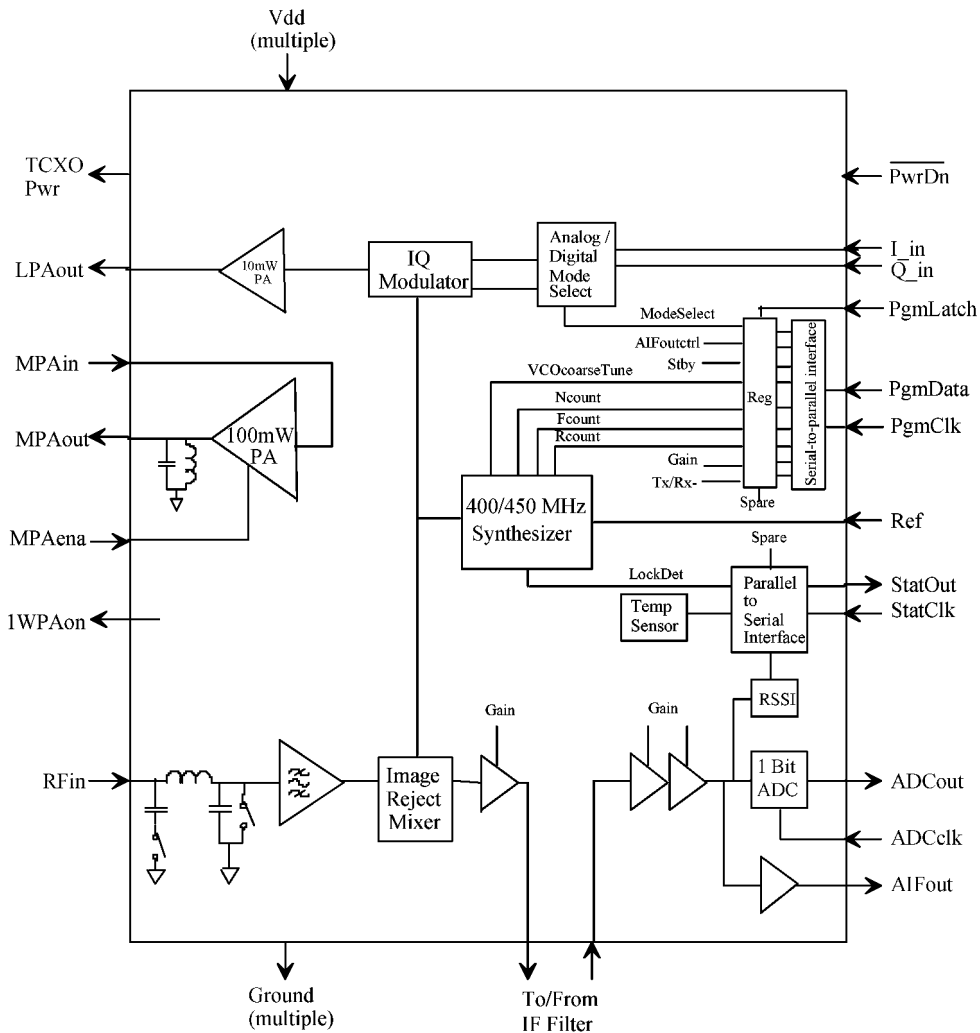 Vdd
(multiple)
TCXO
Pwr
PwrDn
LPAout
10mW
PA
IQ
Modulator
Analog /
Digital
Mode
Select
I_in
Q_in
ModeSelect
PgmLatch
MPAin
AIFoutctrl
Stby
VCOcoarseTune
Ncount
Fcount
Rcount
Gain
Tx/Rx-
Reg
Spare
Serial-to-parallel interface
PgmData
PgmClk
MPAout
100mW
PA
MPAena
400/450 MHz
Synthesizer
Ref
Spare
LockDet
Parallel
to
Serial
Interface
StatOut
StatClk
Temp
Sensor
1WPAon
RSSI
Gain
Gain
RFin
Image
Reject
Mixer
1 Bit
ADC
ADCout
ADCclk
AIFout
Ground
(multiple)
To/From
IF Filter